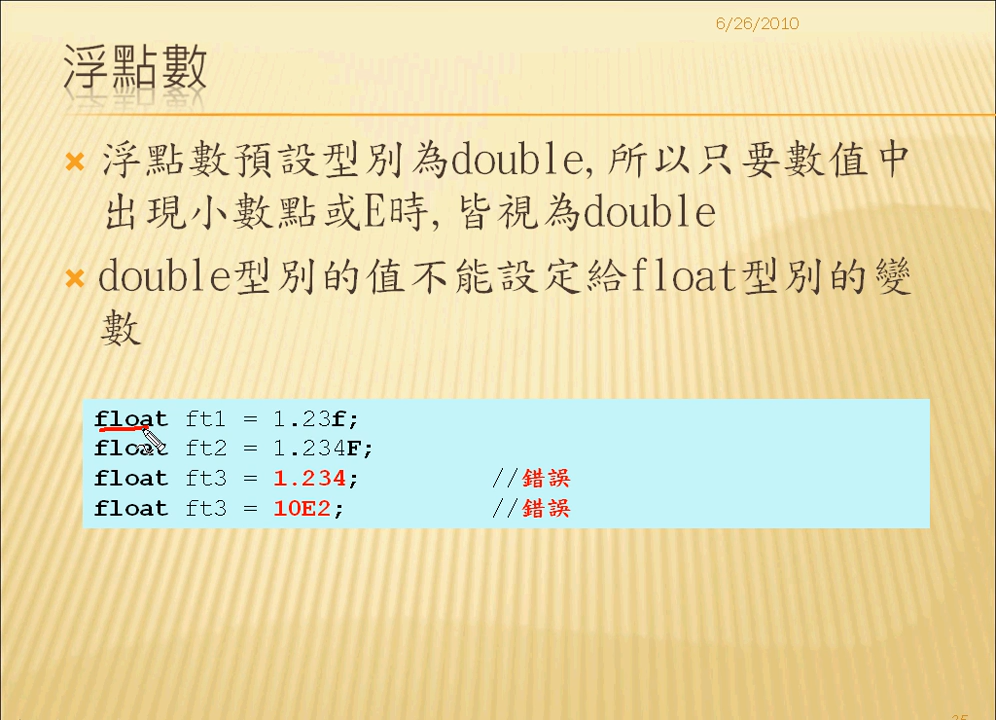 6/26/2010
浮點數
浮點數預設型別為double,所以只要數值中
出現小數點或E時,皆視為double
double型別的值不能設定給float型別的變
數
float ft1 = 1.23f;
float ft2 = 1.234F;
float ft3 = 1.234; //錯誤
float ft3 = 10E2; //錯誤